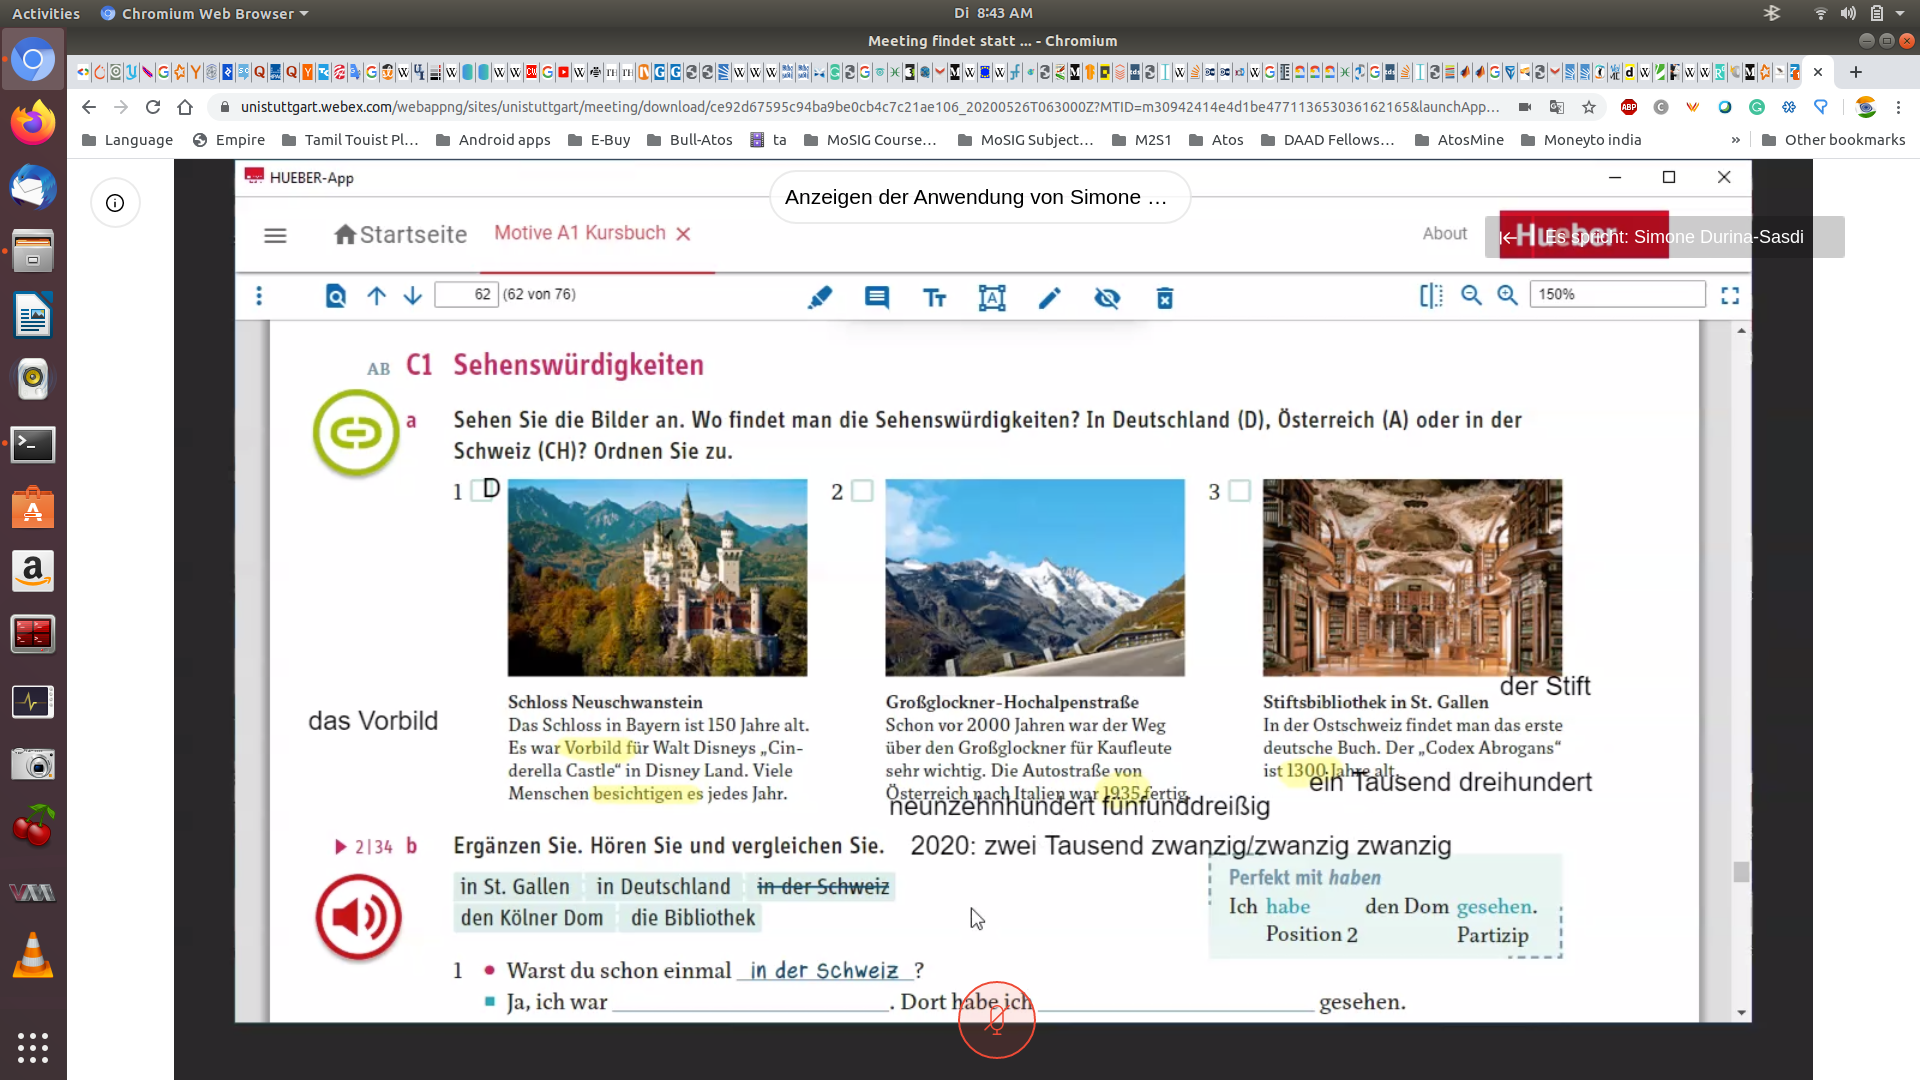 Activities
Chromium Web Browser
Di 8:43 AM
Meeting findet statt ... - Chromium
unistuttgart.webex.com/webappng/sites/unistuttgart/meeting/download/ce92d67595c94ba9be0cb4c7c21ae106_20200526T063000Z?MTID=m30942414e4d1be477113653036162165&launchApp...
Language
Empire
Tamil Touist Pl...
Android apps
E-Buy
Bull-Atos
ta
MoSIG Course...
MoSIG Subject...
M2S1
Atos
DAAD Fellows...
AtosMine
Moneyto india
»
Other bookmarks
HUEBER-App
Anzeigen der Anwendung von Simone ...
Startseite
Motive A1 Kursbuch
About
Hueber
Es spricht: Simone Durina-Sasdi
62 (62 von 76)
150%
AB C1 Sehenswürdigkeiten
a Sehen Sie die Bilder an. Wo findet man die Sehenswürdigkeiten? In Deutschland (D), Österreich (A) oder in der
Schweiz (CH)? Ordnen Sie zu.
1 D
2
3
das Vorbild
Schloss Neuschwanstein
Das Schloss in Bayern ist 150 Jahre alt.
Es war Vorbild für Walt Disneys „Cin-
derella Castle“ in Disney Land. Viele
Menschen besichtigen es jedes Jahr.
Großglockner-Hochalpenstraße
Schon vor 2000 Jahren war der Weg
über den Großglockner für Kaufleute
sehr wichtig. Die Autostraße von
Österreich nach Italien war 1935 fertig.
neunzehnhundert fünfunddreißig
der Stift
Stiftsbibliothek in St. Gallen
In der Ostschweiz findet man das erste
deutsche Buch. Der „Codex Abrogans“
ist 1300 Jahre alt.
ein Tausend dreihundert
2|34 b Ergänzen Sie. Hören Sie und vergleichen Sie.
2020: zwei Tausend zwanzig/zwanzig zwanzig
in St. Gallen in Deutschland in der Schweiz
den Kölner Dom die Bibliothek
Perfekt mit haben
Ich habe den Dom gesehen.
Position 2 Partizip
1 Warst du schon einmal in der Schweiz ?
Ja, ich war . Dort habe ich gesehen.